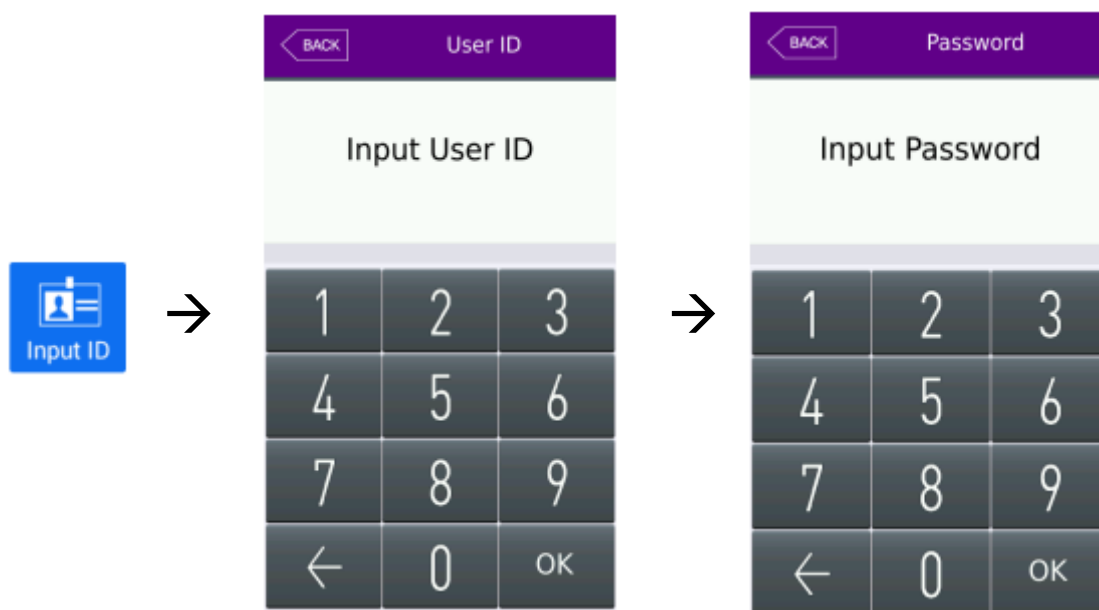 Input ID
BACK User ID
Input User ID
1 2 3
4 5 6
7 8 9
← 0 OK
BACK Password
Input Password
1 2 3
4 5 6
7 8 9
← 0 OK